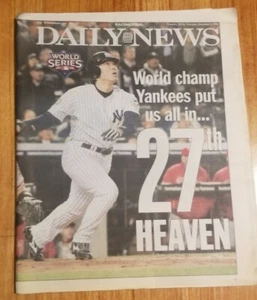 DAILY NEWS
WORLD
SERIES
World champ
Yankees put
us all in...
27th
HEAVEN